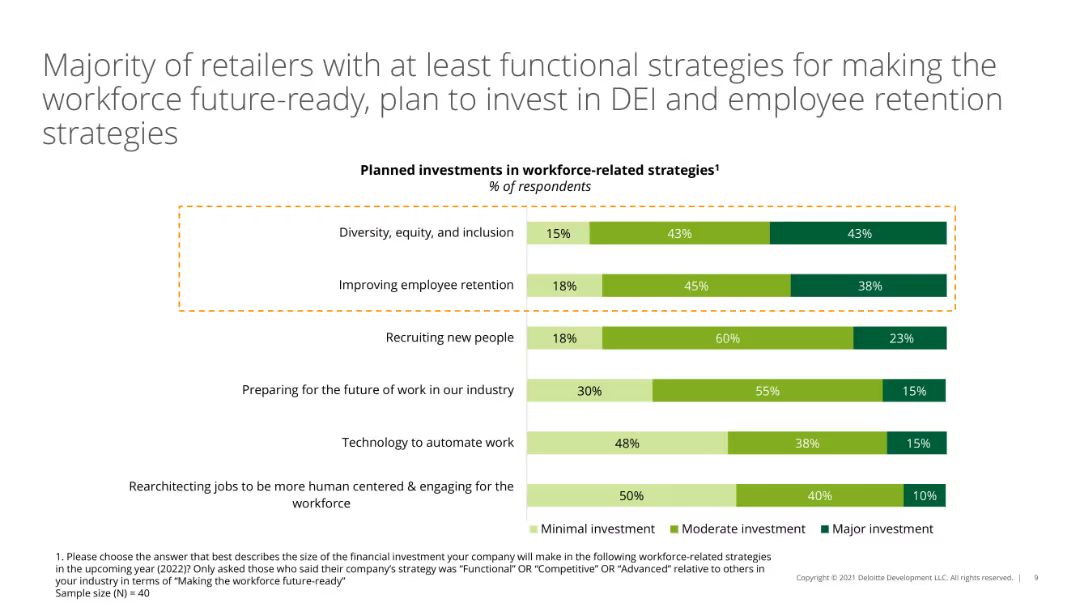 Majority of retailers with at least functional strategies for making the
workforce future-ready, plan to invest in DEI and employee retention
strategies
Planned investments in workforce-related strategies¹
% of respondents
Diversity, equity, and inclusion 15% 43% 43%
Improving employee retention 18% 45% 38%
Recruiting new people 18% 60% 23%
Preparing for the future of work in our industry 30% 55% 15%
Technology to automate work 48% 38% 15%
Rearchitecting jobs to be more human centered & engaging for the
workforce
50% 40% 10%
Minimal investment Moderate investment Major investment
1. Please choose the answer that best describes the size of the financial investment your company will make in the following workforce-related strategies
in the upcoming year (2022)? Only asked those who said their company's strategy was “Functional” OR “Competitive” OR “Advanced” relative to others in
your industry in terms of “Making the workforce future-ready”
Sample size (N) = 40
Copyright © 2021 Deloitte Development LLC. All rights reserved. | 9